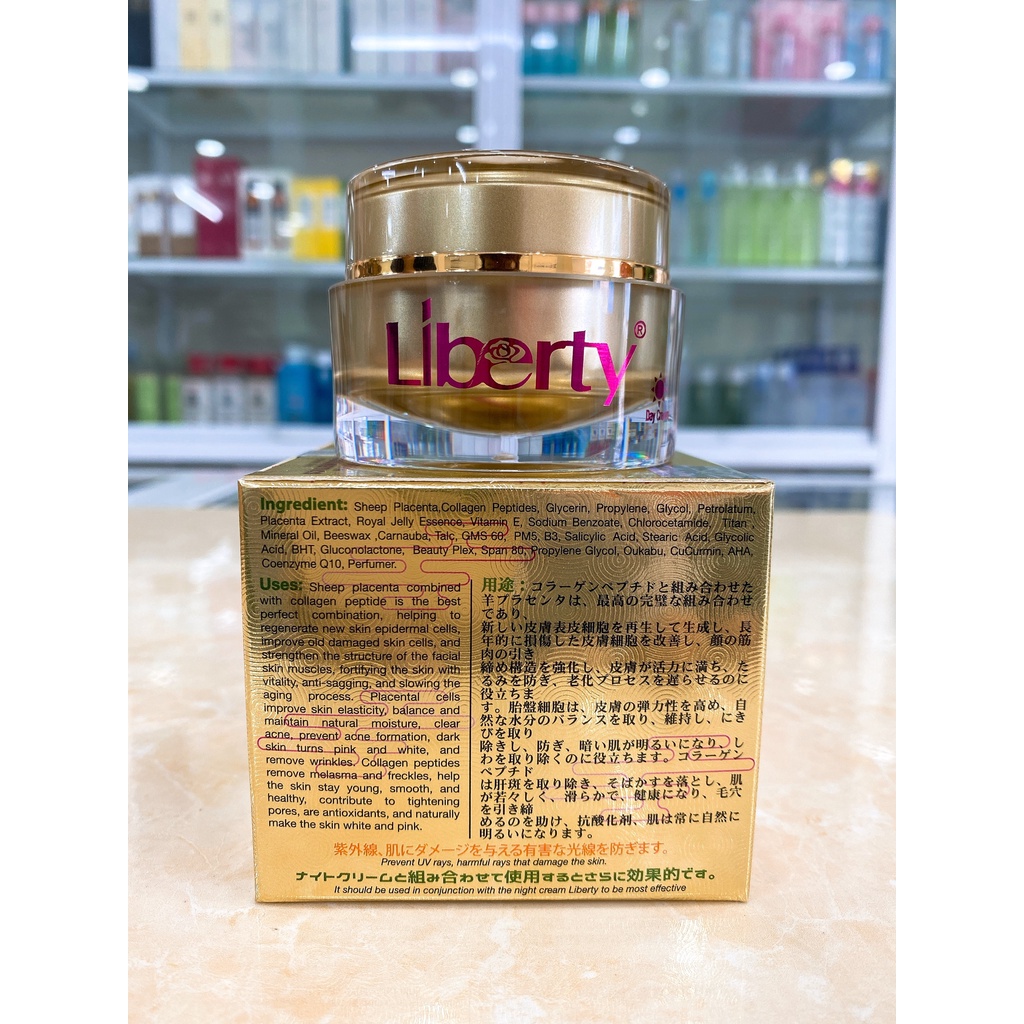 Liberty®
Day Cream
Ingredient: Sheep Placenta,Collagen Peptides, Glycerin, Propylene, Glycol, Petrolatum,
Placenta Extract, Royal Jelly Essence, Vitamin E, Sodium Benzoate, Chlorocetamide, Titan ,
Mineral Oil, Beeswax ,Carnauba, Talc, GMS 60, PM5, B3, Salicylic Acid, Stearic Acid, Glycolic
Acid, BHT, Gluconolactone, Beauty Plex, Span 80, Propylene Glycol, Oukabu, CuCurmin, AHA,
Coenzyme Q10, Perfumer.
Uses: Sheep placenta combined
with collagen peptide is the best
perfect combination, helping to
regenerate new skin epidermal cells,
improve old damaged skin cells, and
strengthen the structure of the facial
skin muscles, fortifying the skin with
vitality, anti-sagging, and slowing the
aging process. Placental cells
improve skin elasticity, balance and
maintain natural moisture, clear
acne, prevent acne formation, dark
skin turns pink and white, and
remove wrinkles. Collagen peptides
remove melasma and freckles, help
the skin stay young, smooth, and
healthy, contribute to tightening
pores, are antioxidants, and naturally
make the skin white and pink.
用途：コラーゲンペプチドと組み合わせた
羊プラセンタは、最高の完璧な組み合わせ
であり、
新しい皮膚表皮細胞を再生して生成し、長
年的に損傷した皮膚細胞を改善し、顔の筋
肉の引き
締め構造を強化し、皮膚が活力に満ち、た
るみを防ぎ、老化プロセスを遅らせるのに
役立ちま
す。胎盤細胞は、皮膚の弾力性を高め、自
然な水分のバランスを取り、維持し、にき
びを取り
除きし、防ぎ、暗い肌が明るいになり、し
わを取り除くのに役立ちます。コラーゲン
ペプチド
は肝斑を取り除き、そばかすを落とし、肌
が若々しく、滑らかで、健康になり、毛穴
を引き締
めるのを助け、抗酸化剤、肌は常に自然に
明るいになります。
紫外線、肌にダメージを与える有害な光線を防ぎます。
Prevent UV rays, harmful rays that damage the skin.
ナイトクリームと組み合わせて使用するとさらに効果的です。
It should be used in conjunction with the night cream Liberty to be most effective